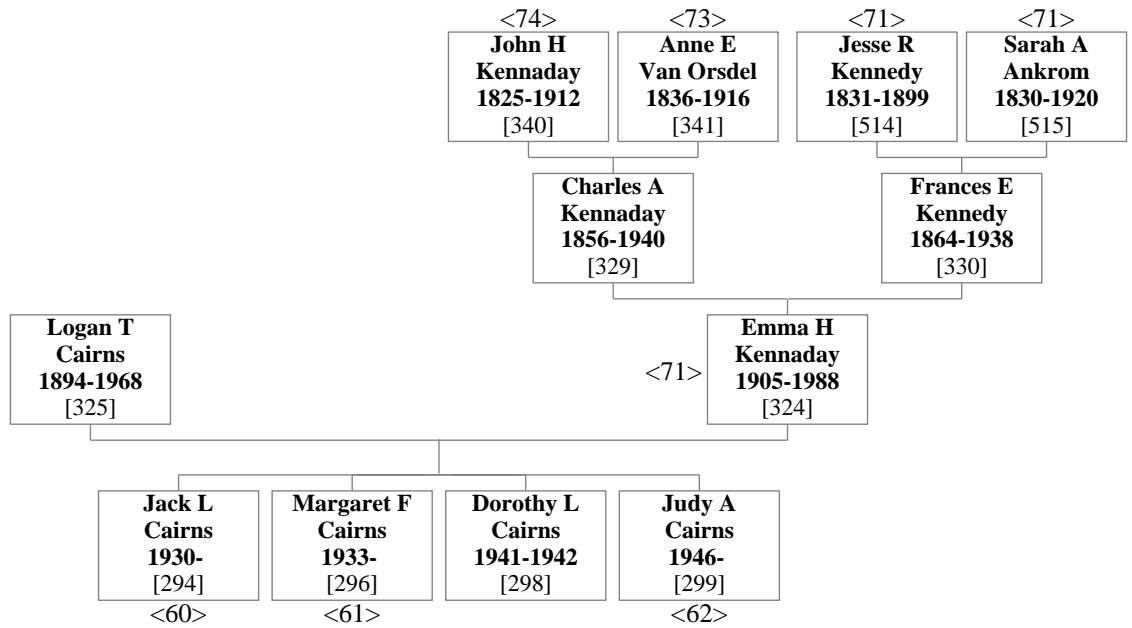 <74>
John H
Kennaday
1825-1912
[340]
<73>
Anne E
Van Orsdel
1836-1916
[341]
<71>
Jesse R
Kennedy
1831-1899
[514]
<71>
Sarah A
Ankrom
1830-1920
[515]
Charles A
Kennaday
1856-1940
[329]
Frances E
Kennedy
1864-1938
[330]
Logan T
Cairns
1894-1968
[325]
<71>
Emma H
Kennaday
1905-1988
[324]
Jack L
Cairns
1930-
[294]
<60>
Margaret F
Cairns
1933-
[296]
<61>
Dorothy L
Cairns
1941-1942
[298]
Judy A
Cairns
1946-
[299]
<62>